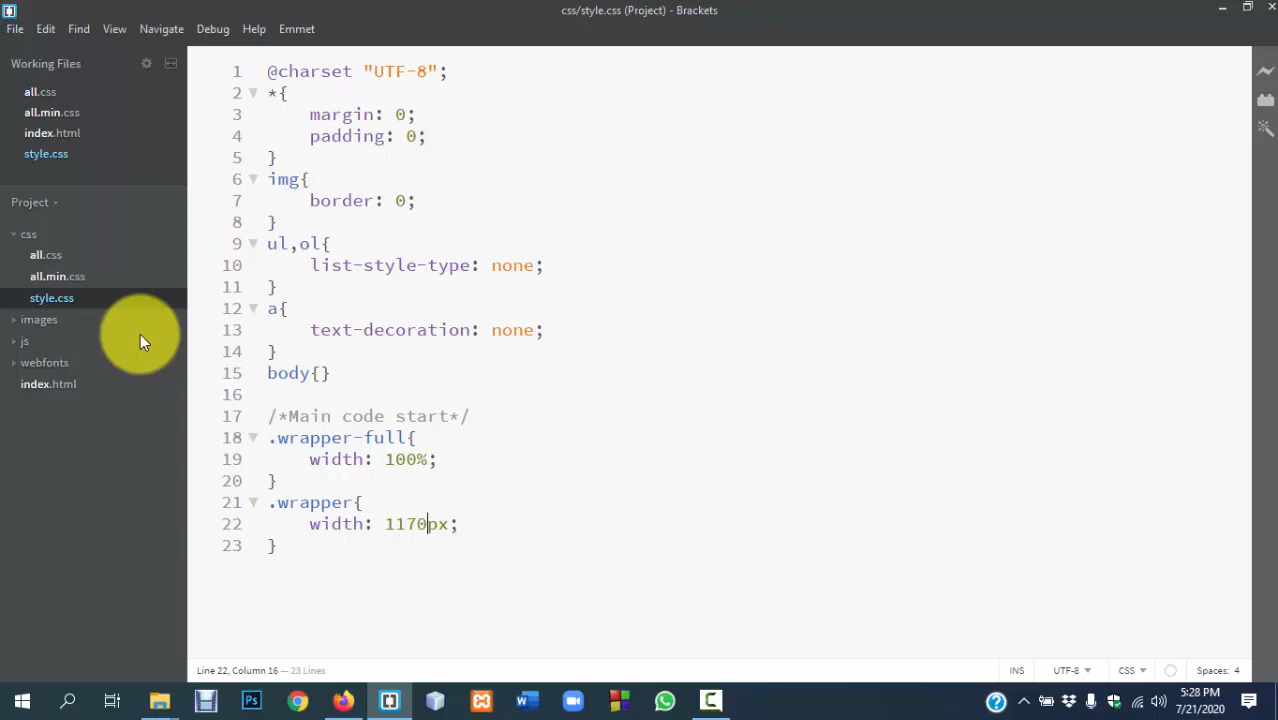 css/style.css (Project) - Brackets
File Edit Find View Navigate Debug Help Emmet
Working Files
all.css
all.min.css
index.html
style.css
Project
css
all.css
all.min.css
style.css
images
js
webfonts
index.html
1 @charset "UTF-8";
2 *{
3 margin: 0;
4 padding: 0;
5 }
6 img{
7 border: 0;
8 }
9 ul,ol{
10 list-style-type: none;
11 }
12 a{
13 text-decoration: none;
14 }
15 body{}
16
17 /*Main code start*/
18 .wrapper-full{
19 width: 100%;
20 }
21 .wrapper{
22 width: 1170px;
23 }
Line 22, Column 16 — 23 Lines
INS UTF-8 CSS Spaces: 4
Ps
5:28 PM
7/21/2020